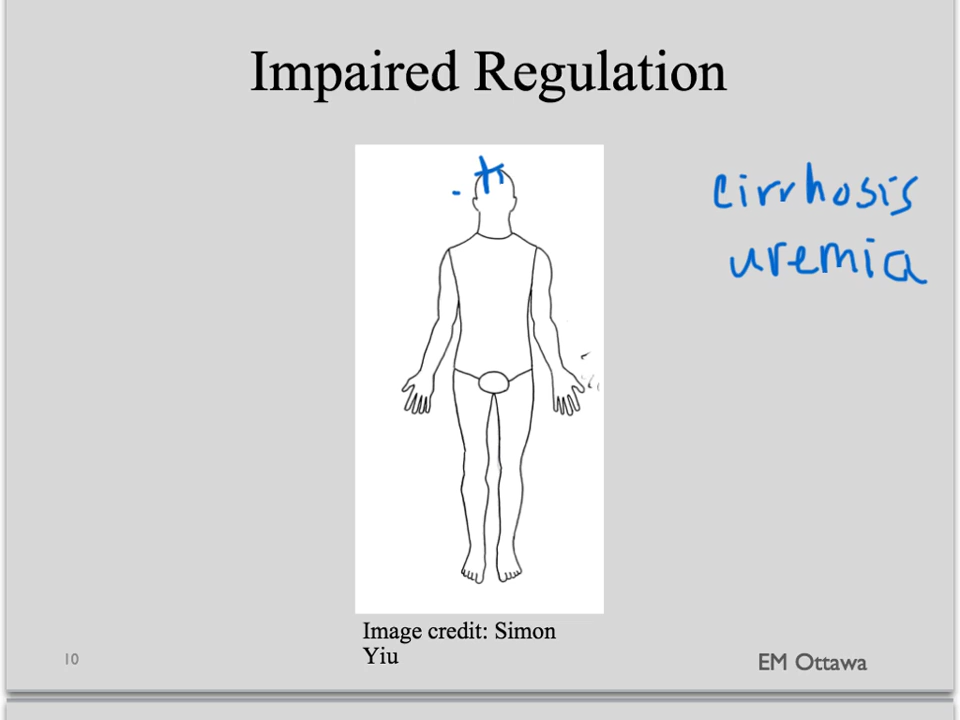 Impaired Regulation
cirrhosis
uremia
Image credit: Simon
Yiu
10
EM Ottawa